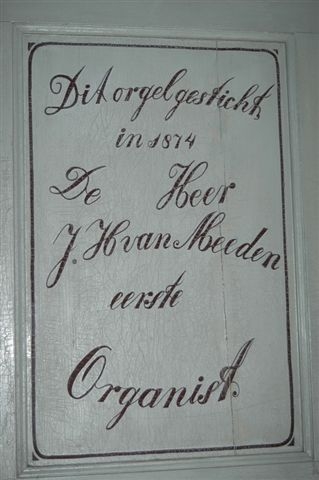 Dit orgel gesticht
in 1874
De Heer
J. H van Meeden
eerste
Organist.